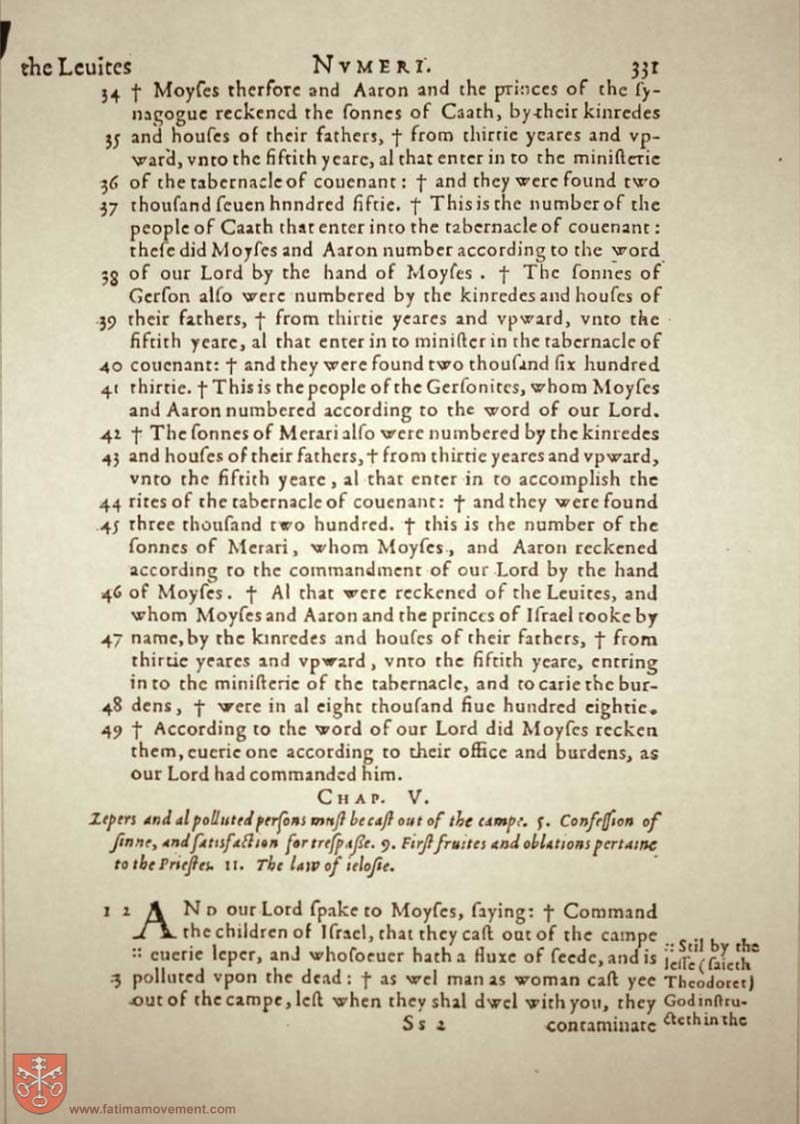 the Leuites NVMERI. 331
34 † Moyſes therfore and Aaron and the princes of the ſy-
nagogue reckened the ſonnes of Caath, by their kinredes
35 and houſes of their fathers, † from thirtie yeares and vp-
ward, vnto the fiftith yeare, al that enter in to the miniſterie
36 of the tabernacle of couenant: † and they were found two
37 thouſand ſeuen hnndred fiftie. † This is the number of the
people of Caath that enter into the tabernacle of couenant:
theſe did Moyſes and Aaron number according to the word
38 of our Lord by the hand of Moyſes. † The ſonnes of
Gerſon alſo were numbered by the kinredes and houſes of
39 their fathers, † from thirtie yeares and vpward, vnto the
fiftith yeare, al that enter in to miniſter in the tabernacle of
40 couenant: † and they were found two thouſand ſix hundred
41 thirtie. † This is the people of the Gerſonites, whom Moyſes
and Aaron numbered according to the word of our Lord.
42 † The ſonnes of Merari alſo were numbered by the kinredes
43 and houſes of their fathers, † from thirtie yeares and vpward,
vnto the fiftith yeare, al that enter in to accomplish the
44 rites of the tabernacle of couenant: † and they were found
45 three thouſand two hundred. † this is the number of the
ſonnes of Merari, whom Moyſes, and Aaron reckened
according to the commandment of our Lord by the hand
46 of Moyſes. † Al that were reckened of the Leuites, and
whom Moyſes and Aaron and the princes of Iſrael tooke by
47 name, by the kinredes and houſes of their fathers, † from
thirtie yeares and vpward, vnto the fiftith yeare, entring
in to the miniſterie of the tabernacle, and to carie the bur-
48 dens, † were in al eight thouſand fiue hundred eightie.
49 † According to the word of our Lord did Moyſes recken
them, euerie one according to their office and burdens, as
our Lord had commanded him.
CHAP. V.
Lepers and al polluted perſons muſt be caſt out of the campe. 5. Confeſſion of
ſinne, and ſatisfaction for treſpaſſe. 9. Firſt fruites and oblations pertaine
to the Prieſtes. 11. The law of ieloſie.
1 2 AND our Lord ſpake to Moyſes, ſaying: † Command
the children of Iſrael, that they caſt out of the campe
:: euerie leper, and whoſoeuer hath a fluxe of ſeede, and is
3 polluted vpon the dead: † as wel man as woman caſt yee
out of the campe, leſt when they shal dwel with you, they
Ss 2 contaminate
:: Stil by the
leſſe (ſaieth
Theodoret)
God inſtru-
cteth in the
www.fatimamovement.com